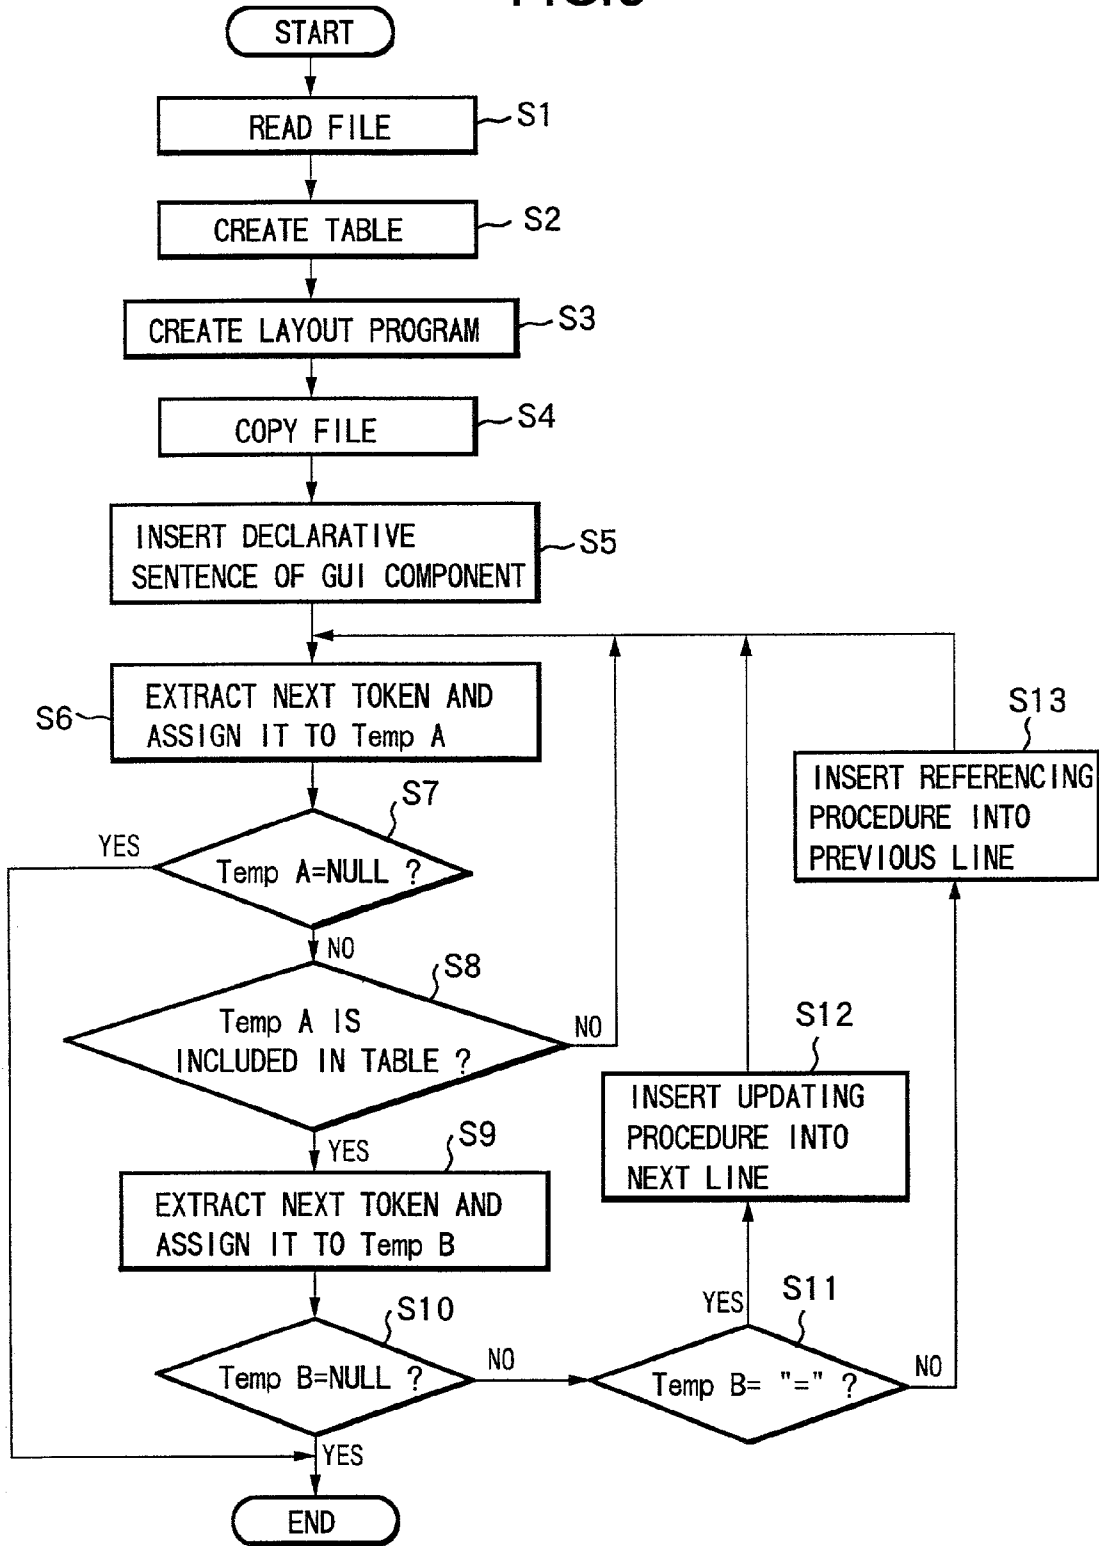 START
READ FILE
S1
CREATE TABLE
S2
CREATE LAYOUT PROGRAM
S3
COPY FILE
S4
INSERT DECLARATIVE
SENTENCE OF GUI COMPONENT
S5
S6
EXTRACT NEXT TOKEN AND
ASSIGN IT TO Temp A
S13
INSERT REFERENCING
PROCEDURE INTO
PREVIOUS LINE
S7
YES
Temp A=NULL ?
NO
S8
Temp A IS
INCLUDED IN TABLE ?
NO
YES
S12
INSERT UPDATING
PROCEDURE INTO
NEXT LINE
S9
EXTRACT NEXT TOKEN AND
ASSIGN IT TO Temp B
S10
Temp B=NULL ?
NO
YES
S11
YES
Temp B= "=" ?
NO
END